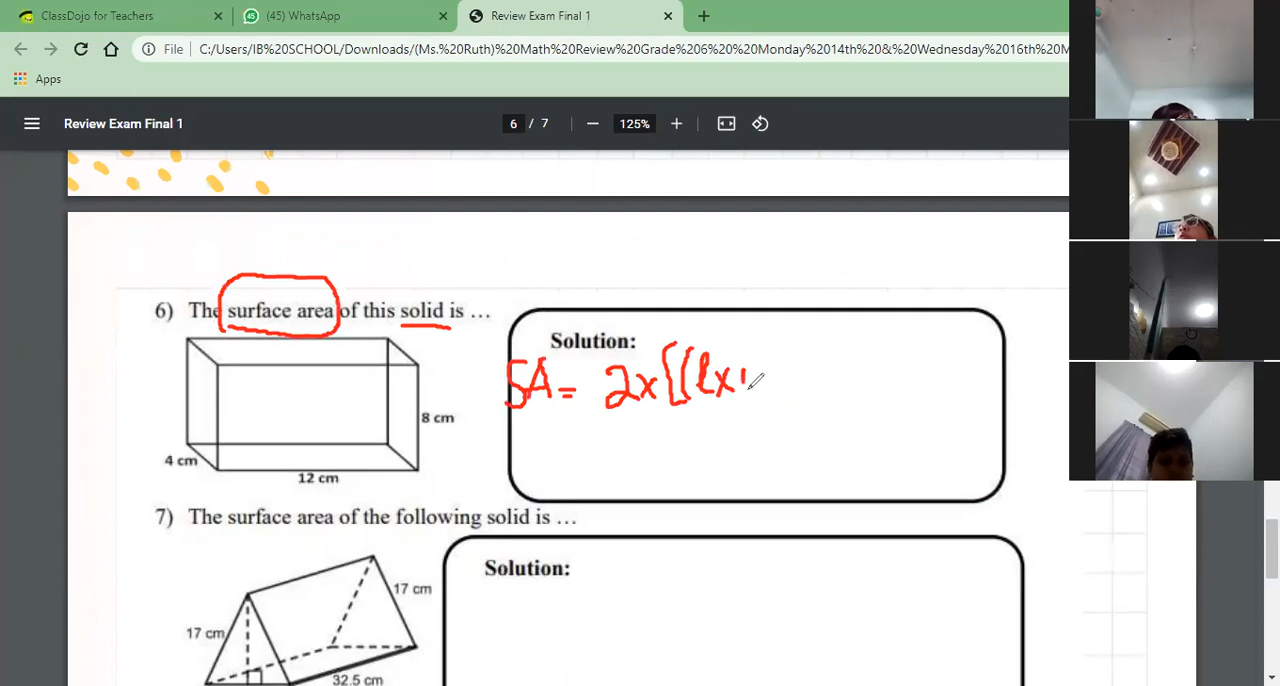 ClassDojo for Teachers
45
(45) WhatsApp
Review Exam Final 1
File
C:/Users/IB%20SCHOOL/Downloads/(Ms.%20Ruth)%20Math%20Review%20Grade%206%20%20Monday%2014th%20&%20Wednesday%2016th%20M
Apps
Review Exam Final 1
6 / 7
125%
6) The surface area of this solid is …
Solution:
SA = 2x[(lx
8 cm
4 cm
12 cm
7) The surface area of the following solid is …
Solution:
17 cm
17 cm
32.5 cm